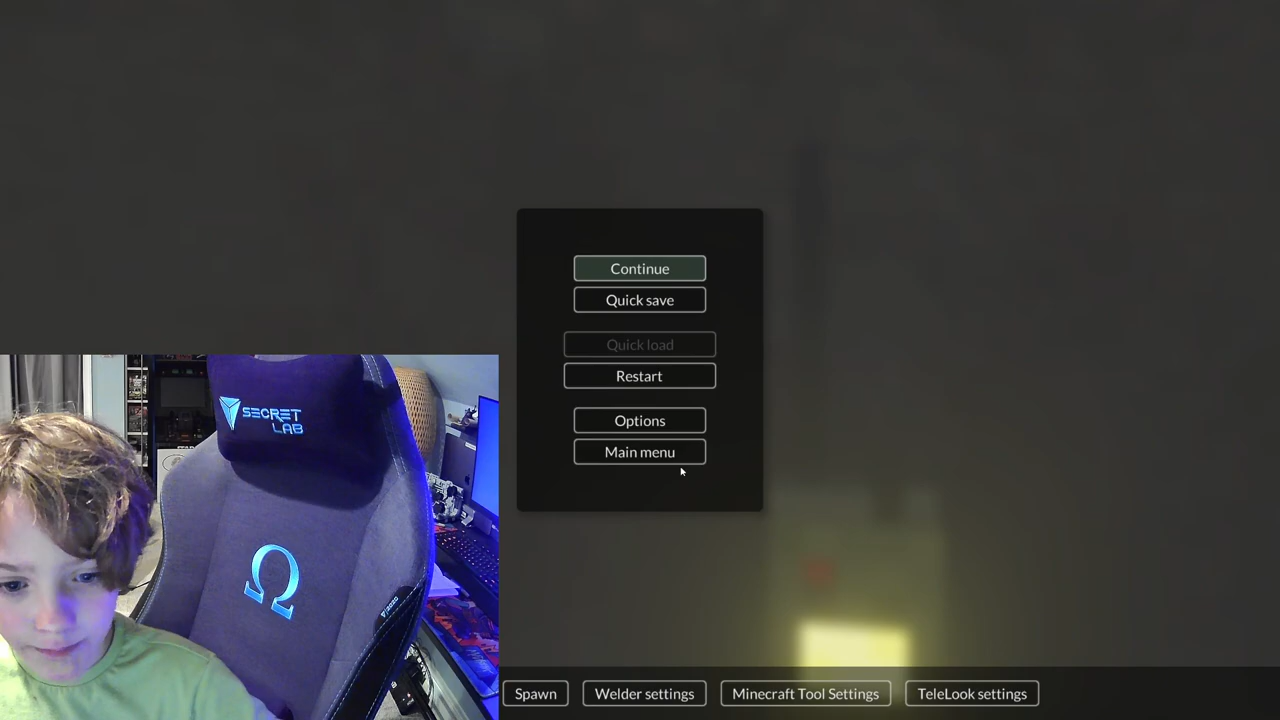 Continue
Quick save
Quick load
Restart
Options
Main menu
SECRET
LAB
Ω
Spawn
Welder settings
Minecraft Tool Settings
TeleLook settings